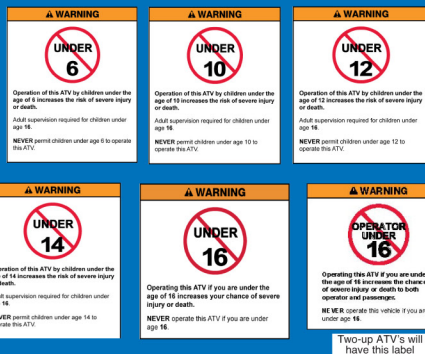 ⚠ WARNING
UNDER
6
Operation of this ATV by children under the
age of 6 increases the risk of severe injury
or death.
Adult supervision required for children under
age 16.
NEVER permit children under age 6 to operate
this ATV.
⚠ WARNING
UNDER
10
Operation of this ATV by children under the
age of 10 increases the risk of severe injury
or death.
Adult supervision required for children under
age 16.
NEVER permit children under age 10 to
operate this ATV.
⚠ WARNING
UNDER
12
Operation of this ATV by children under the
age of 12 increases the risk of severe injury
or death.
Adult supervision required for children under
age 16.
NEVER permit children under age 12 to
operate this ATV.
⚠ WARNING
UNDER
14
eration of this ATV by children under the
e of 14 increases the risk of severe injury
death.
lt supervision required for children under
16.
VER permit children under age 14 to
rate this ATV.
⚠ WARNING
UNDER
16
Operating this ATV if you are under the
age of 16 increases your chance of severe
injury or death.
NEVER operate this ATV if you are under
age 16.
⚠ WARNING
OPERATOR
UNDER
16
Operating this ATV if you are unde
the age of 16 increases the chance
of severe injury or death to both
operator and passenger.
NEVER operate this vehicle if you are
under age 16.
Two-up ATV's will
have this label